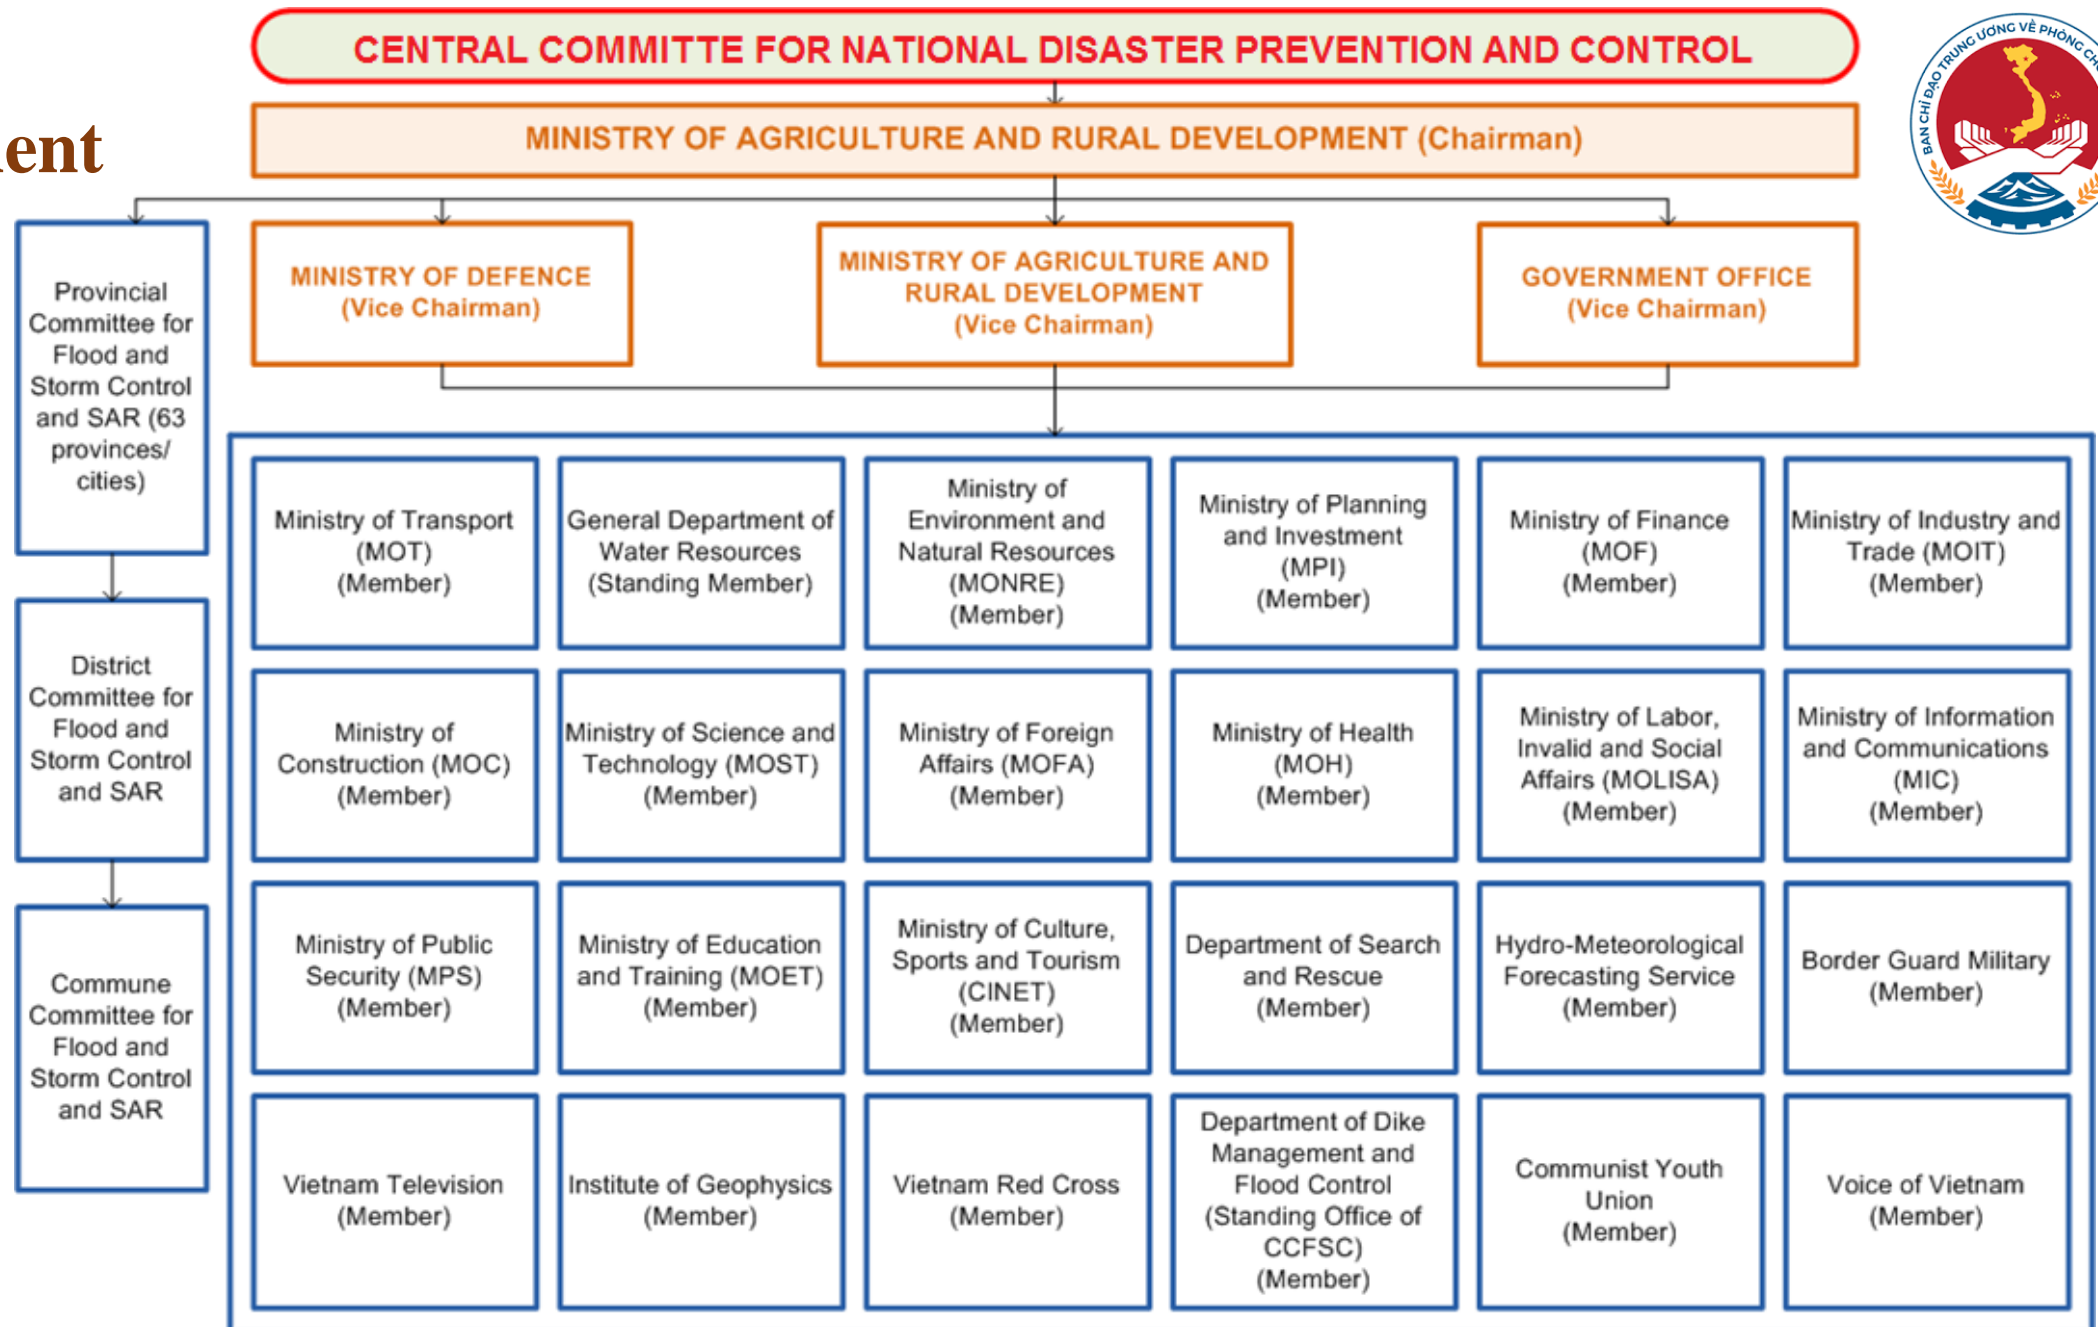 CENTRAL COMMITTE FOR NATIONAL DISASTER PREVENTION AND CONTROL
BAN CHỈ ĐẠO TRUNG ƯƠNG VỀ PHÒNG
MINISTRY OF AGRICULTURE AND RURAL DEVELOPMENT (Chairman)
Provincial
Committee for
Flood and
Storm Control
and SAR (63
provinces/
cities)
MINISTRY OF DEFENCE
(Vice Chairman)
MINISTRY OF AGRICULTURE AND
RURAL DEVELOPMENT
(Vice Chairman)
GOVERNMENT OFFICE
(Vice Chairman)
District
Committee for
Flood and
Storm Control
and SAR
Commune
Committee for
Flood and
Storm Control
and SAR
Ministry of Transport
(MOT)
(Member)
General Department of
Water Resources
(Standing Member)
Ministry of
Environment and
Natural Resources
(MONRE)
(Member)
Ministry of Planning
and Investment
(MPI)
(Member)
Ministry of Finance
(MOF)
(Member)
Ministry of Industry and
Trade (MOIT)
(Member)
Ministry of
Construction (MOC)
(Member)
Ministry of Science and
Technology (MOST)
(Member)
Ministry of Foreign
Affairs (MOFA)
(Member)
Ministry of Health
(MOH)
(Member)
Ministry of Labor,
Invalid and Social
Affairs (MOLISA)
(Member)
Ministry of Information
and Communications
(MIC)
(Member)
Ministry of Public
Security (MPS)
(Member)
Ministry of Education
and Training (MOET)
(Member)
Ministry of Culture,
Sports and Tourism
(CINET)
(Member)
Department of Search
and Rescue
(Member)
Hydro-Meteorological
Forecasting Service
(Member)
Border Guard Military
(Member)
Vietnam Television
(Member)
Institute of Geophysics
(Member)
Vietnam Red Cross
(Member)
Department of Dike
Management and
Flood Control
(Standing Office of
CCFSC)
(Member)
Communist Youth
Union
(Member)
Voice of Vietnam
(Member)